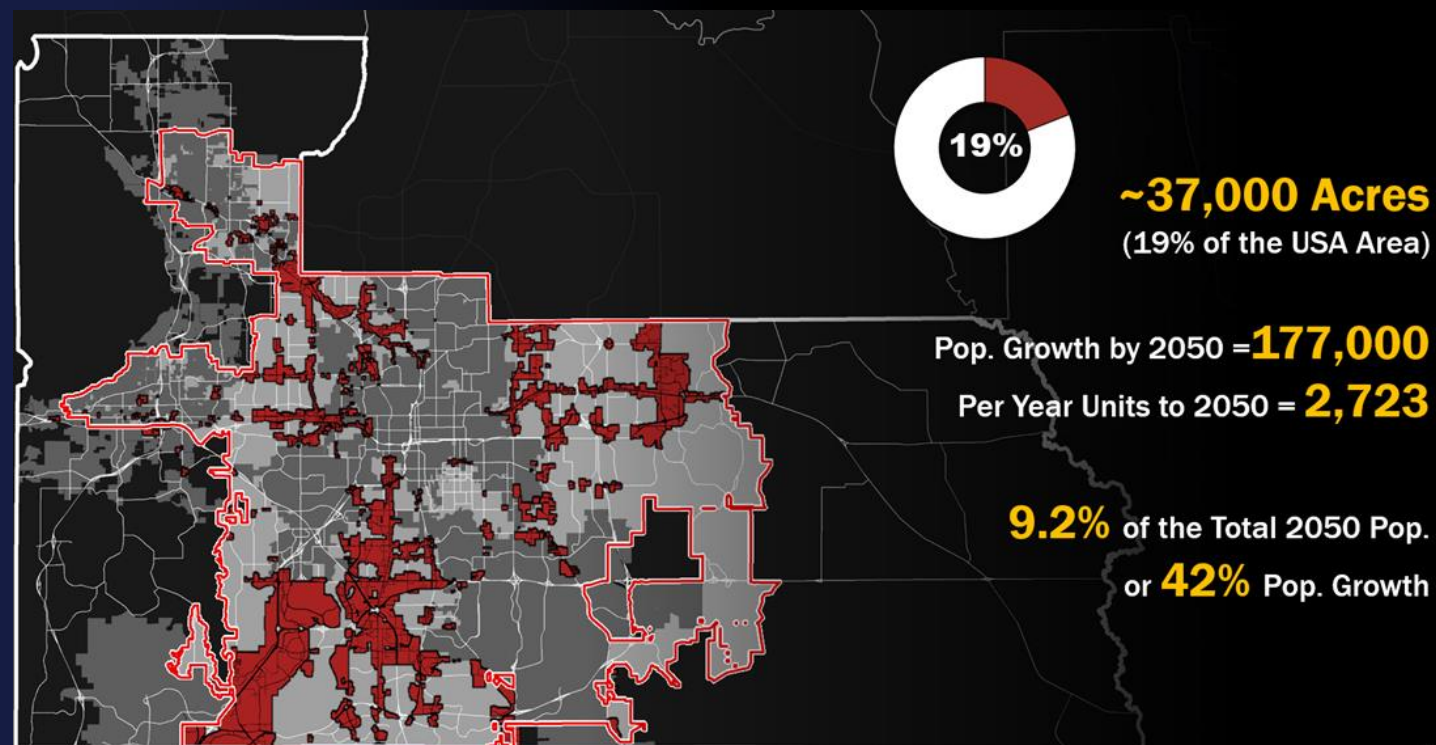 19%
~37,000 Acres
(19% of the USA Area)
Pop. Growth by 2050 =177,000
Per Year Units to 2050 = 2,723
9.2% of the Total 2050 Pop.
or 42% Pop. Growth